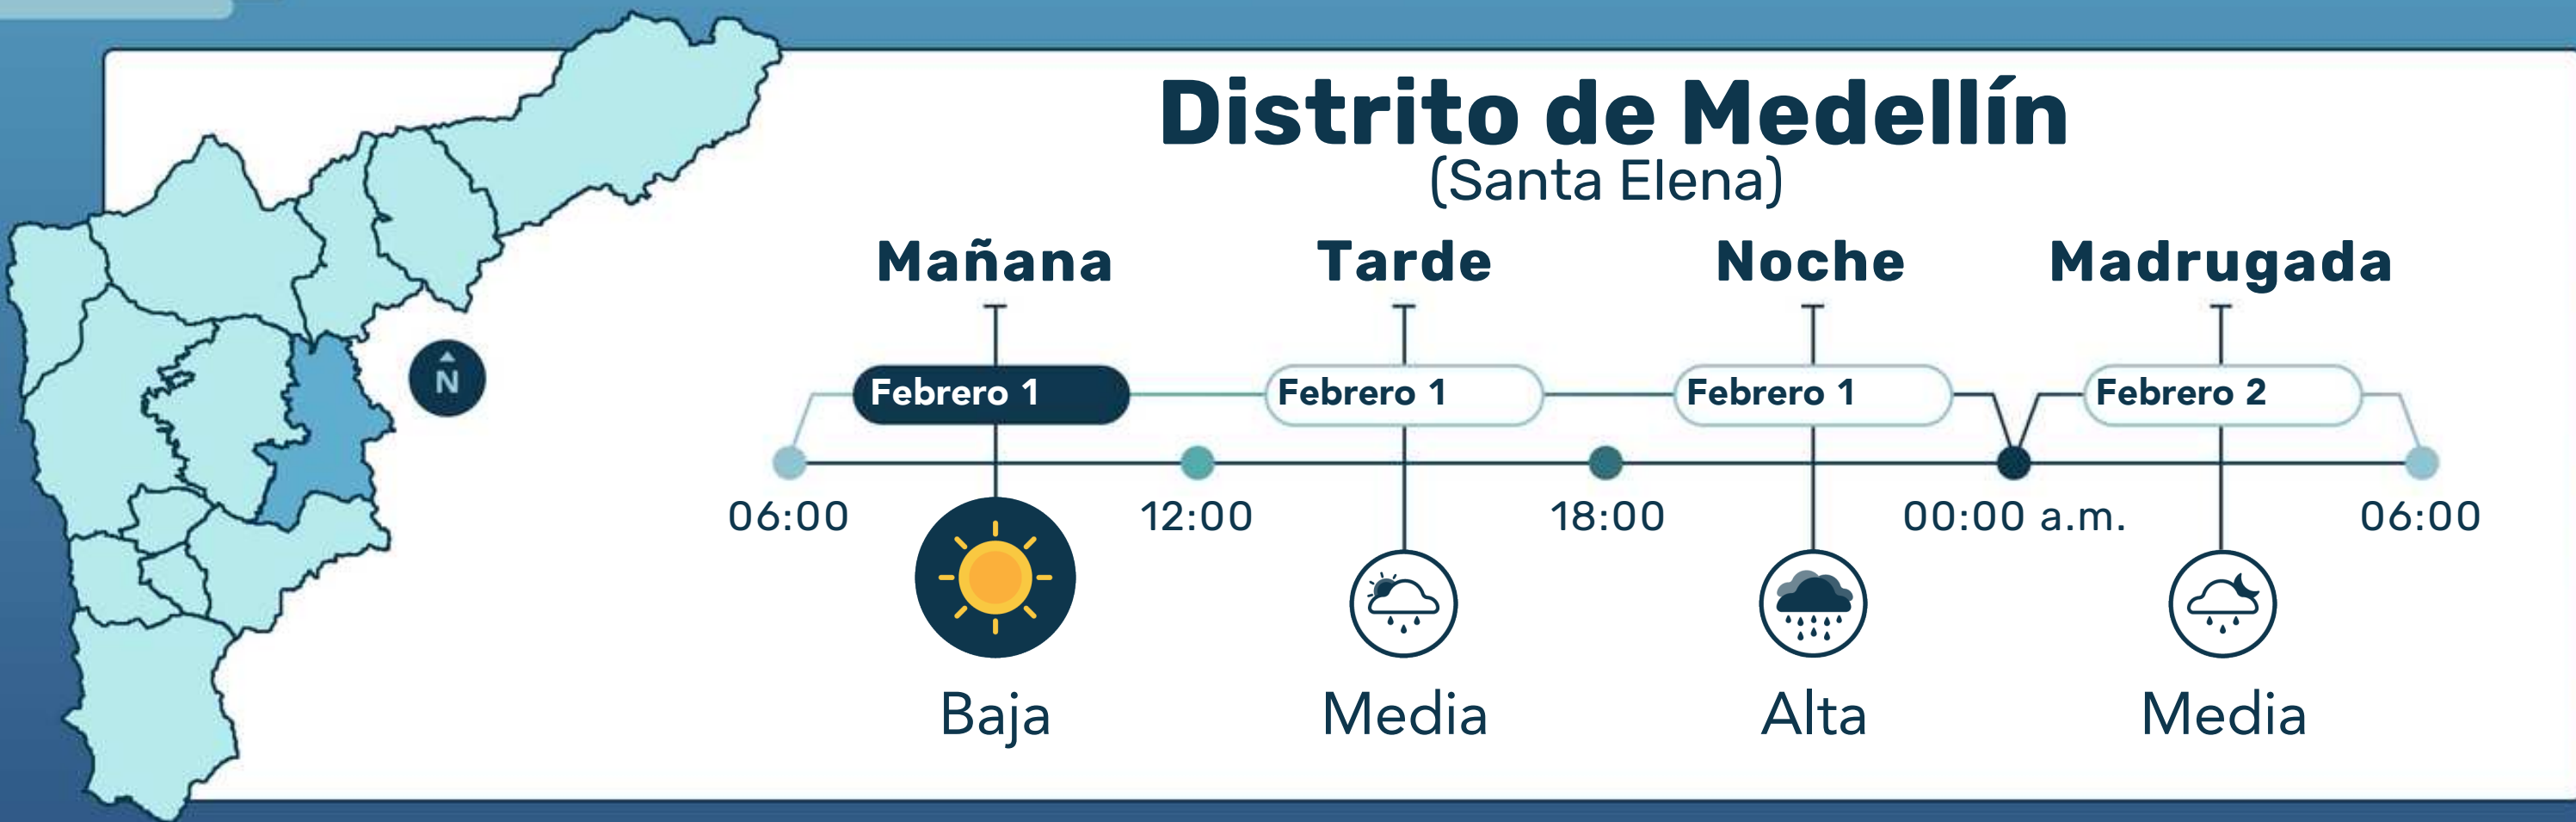 Distrito de Medellín
(Santa Elena)
Mañana Tarde Noche Madrugada
Febrero 1 Febrero 1 Febrero 1 Febrero 2
N
06:00 12:00 18:00 00:00 a.m. 06:00
Baja Media Alta Media